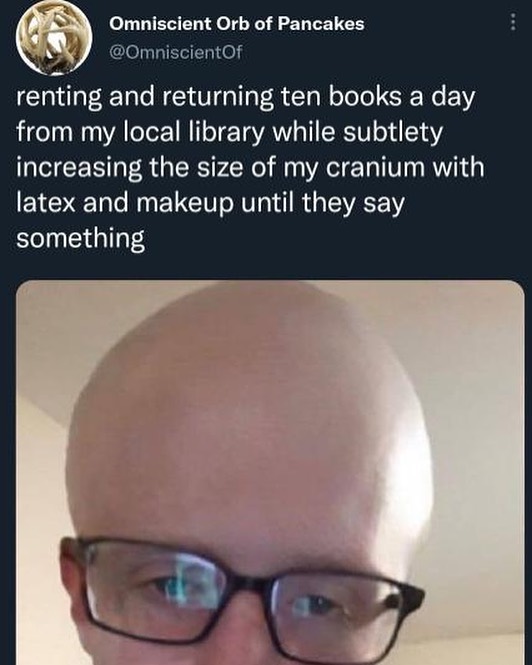 Omniscient Orb of Pancakes
@OmniscientOf
renting and returning ten books a day
from my local library while subtlety
increasing the size of my cranium with
latex and makeup until they say
something